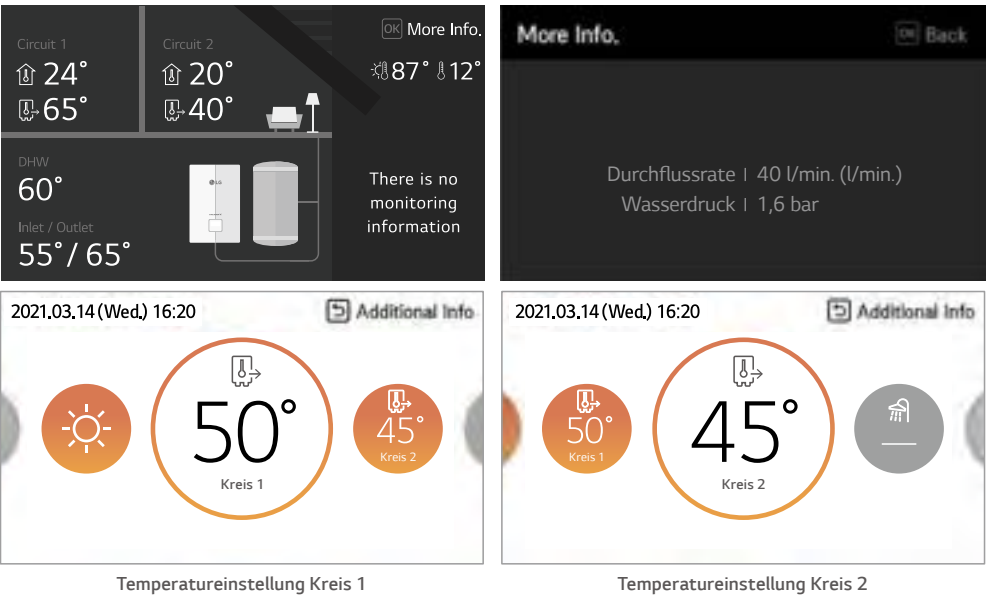 Circuit 1
24°
65°
Circuit 2
20°
40°
OK More Info.
87° 12°
DHW
60°
Inlet / Outlet
55°/ 65°
LG
There is no
monitoring
information
More Info.
OK Back
Durchflussrate I 40 l/min. (l/min.)
Wasserdruck I 1,6 bar
2021.03.14 (Wed.) 16:20
Additional Info
50°
Kreis 1
45°
Kreis 2
Temperatureinstellung Kreis 1
2021.03.14 (Wed.) 16:20
Additional Info
50°
Kreis 1
45°
Kreis 2
Temperatureinstellung Kreis 2